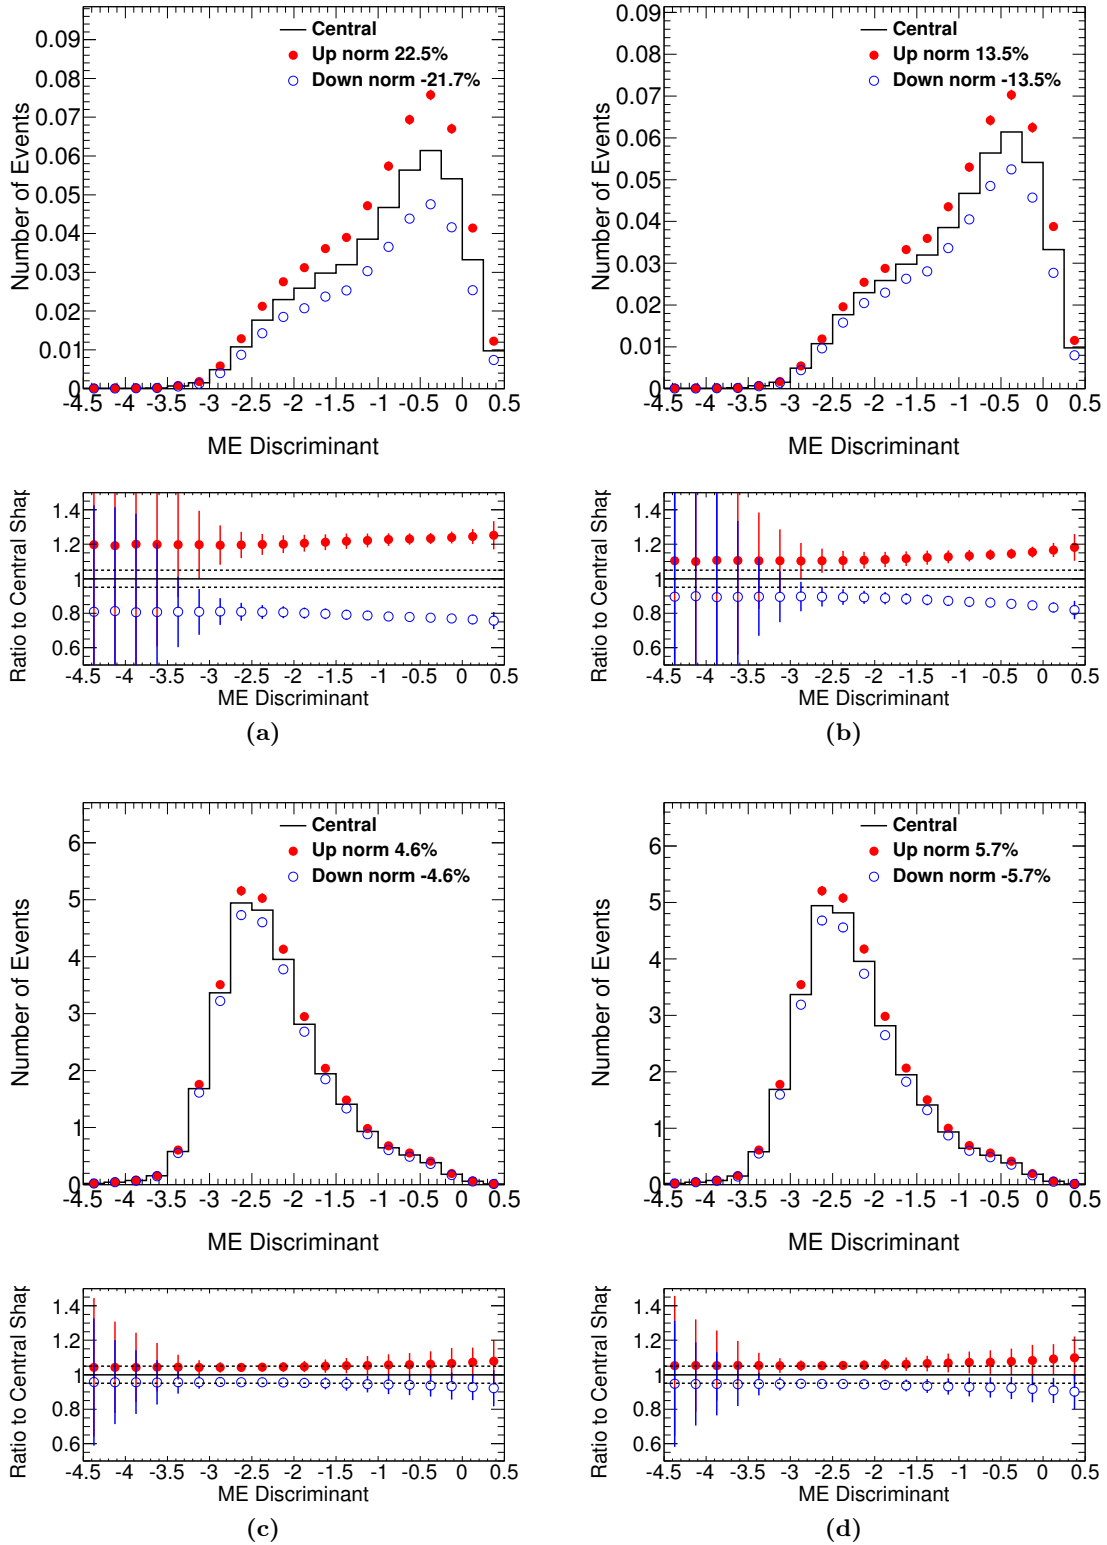 Central
Up norm 22.5%
Down norm -21.7%
Number of Events
0.09
0.08
0.07
0.06
0.05
0.04
0.03
0.02
0.01
0
-4.5 -4 -3.5 -3 -2.5 -2 -1.5 -1 -0.5 0 0.5
ME Discriminant
Ratio to Central Shap
1.4
1.2
1
0.8
0.6
-4.5 -4 -3.5 -3 -2.5 -2 -1.5 -1 -0.5 0 0.5
ME Discriminant
(a)
Central
Up norm 13.5%
Down norm -13.5%
Number of Events
0.09
0.08
0.07
0.06
0.05
0.04
0.03
0.02
0.01
0
-4.5 -4 -3.5 -3 -2.5 -2 -1.5 -1 -0.5 0 0.5
ME Discriminant
Ratio to Central Shap
1.4
1.2
1
0.8
0.6
-4.5 -4 -3.5 -3 -2.5 -2 -1.5 -1 -0.5 0 0.5
ME Discriminant
(b)
Central
Up norm 4.6%
Down norm -4.6%
Number of Events
6
5
4
3
2
1
0
-4.5 -4 -3.5 -3 -2.5 -2 -1.5 -1 -0.5 0 0.5
ME Discriminant
Ratio to Central Shap
1.4
1.2
1
0.8
0.6
-4.5 -4 -3.5 -3 -2.5 -2 -1.5 -1 -0.5 0 0.5
ME Discriminant
(c)
Central
Up norm 5.7%
Down norm -5.7%
Number of Events
6
5
4
3
2
1
0
-4.5 -4 -3.5 -3 -2.5 -2 -1.5 -1 -0.5 0 0.5
ME Discriminant
Ratio to Central Shap
1.4
1.2
1
0.8
0.6
-4.5 -4 -3.5 -3 -2.5 -2 -1.5 -1 -0.5 0 0.5
ME Discriminant
(d)